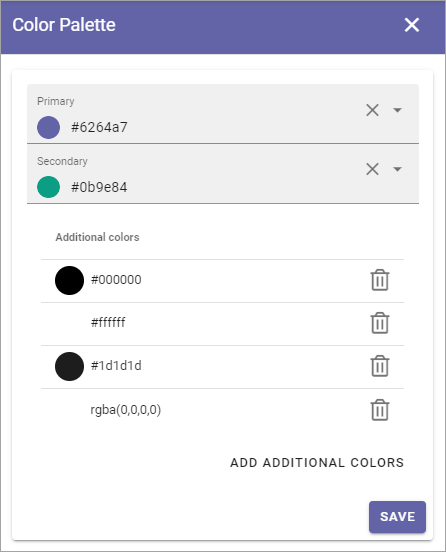 Color Palette
Primary
#6264a7
Secondary
#0b9e84
Additional colors
#000000
#ffffff
#1d1d1d
rgba(0,0,0,0)
ADD ADDITIONAL COLORS
SAVE